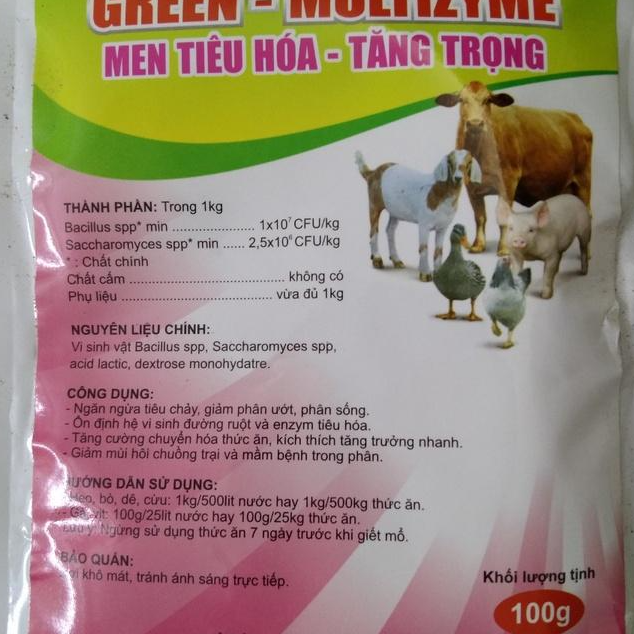 GREEN - MULTIZYME
MEN TIÊU HÓA - TĂNG TRỌNG
THÀNH PHẦN: Trong 1kg
Bacillus spp* min ........................ 1x10⁷ CFU/kg
Saccharomyces spp* min ...... 2,5x10⁶ CFU/kg
* : Chất chính
Chất cấm ........................................... không có
Phụ liệu .......................................... vừa đủ 1kg
NGUYÊN LIỆU CHÍNH:
Vi sinh vật Bacillus spp, Saccharomyces spp,
acid lactic, dextrose monohydatre.
CÔNG DỤNG:
- Ngăn ngừa tiêu chảy, giảm phân ướt, phân sống.
- Ổn định hệ vi sinh đường ruột và enzym tiêu hóa.
- Tăng cường chuyển hóa thức ăn, kích thích tăng trưởng nhanh.
- Giảm mùi hôi chuồng trại và mầm bệnh trong phân.
HƯỚNG DẪN SỬ DỤNG:
- Heo, bò, dê, cừu: 1kg/500lit nước hay 1kg/500kg thức ăn.
- Gà, vịt: 100g/25lit nước hay 100g/25kg thức ăn.
Lưu ý: Ngừng sử dụng thức ăn 7 ngày trước khi giết mổ.
BẢO QUẢN:
Nơi khô mát, tránh ánh sáng trực tiếp.
Khối lượng tịnh
100g